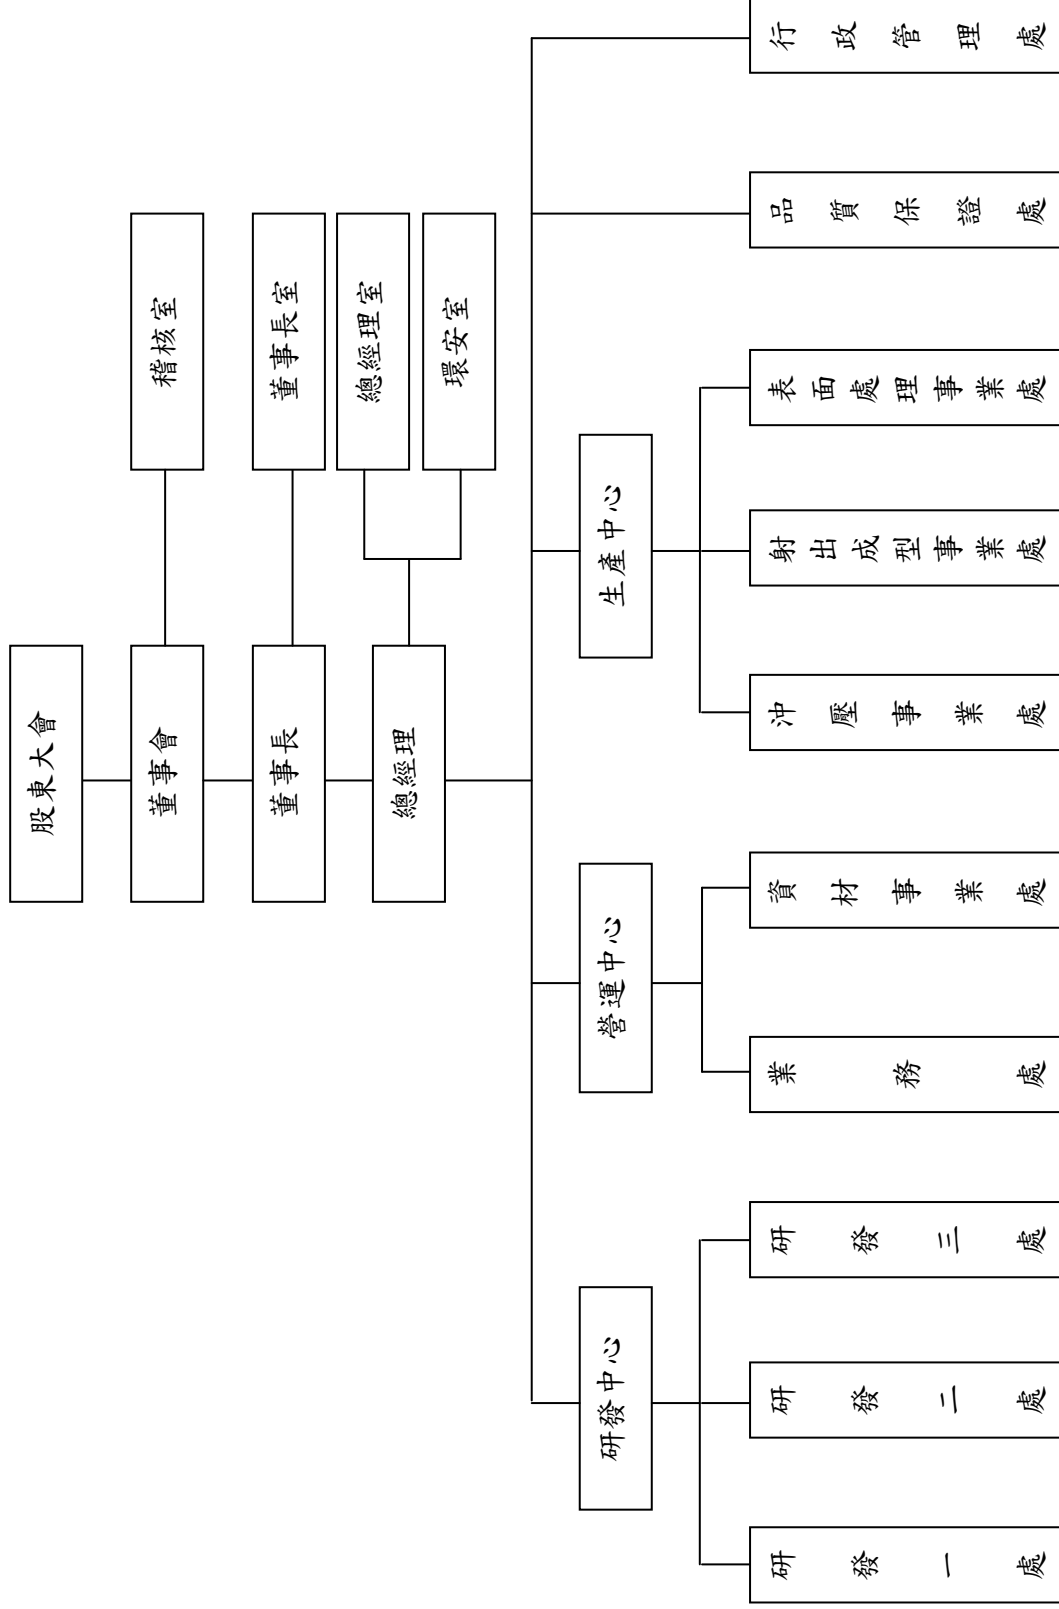 股東大會
董事會
稽核室
董事長
董事長室
總經理
總經理室
環安室
研發中心
營運中心
生產中心
研發一處
研發二處
研發三處
業務處
資材事業處
沖壓事業處
射出成型事業處
表面處理事業處
品質保證處
行政管理處